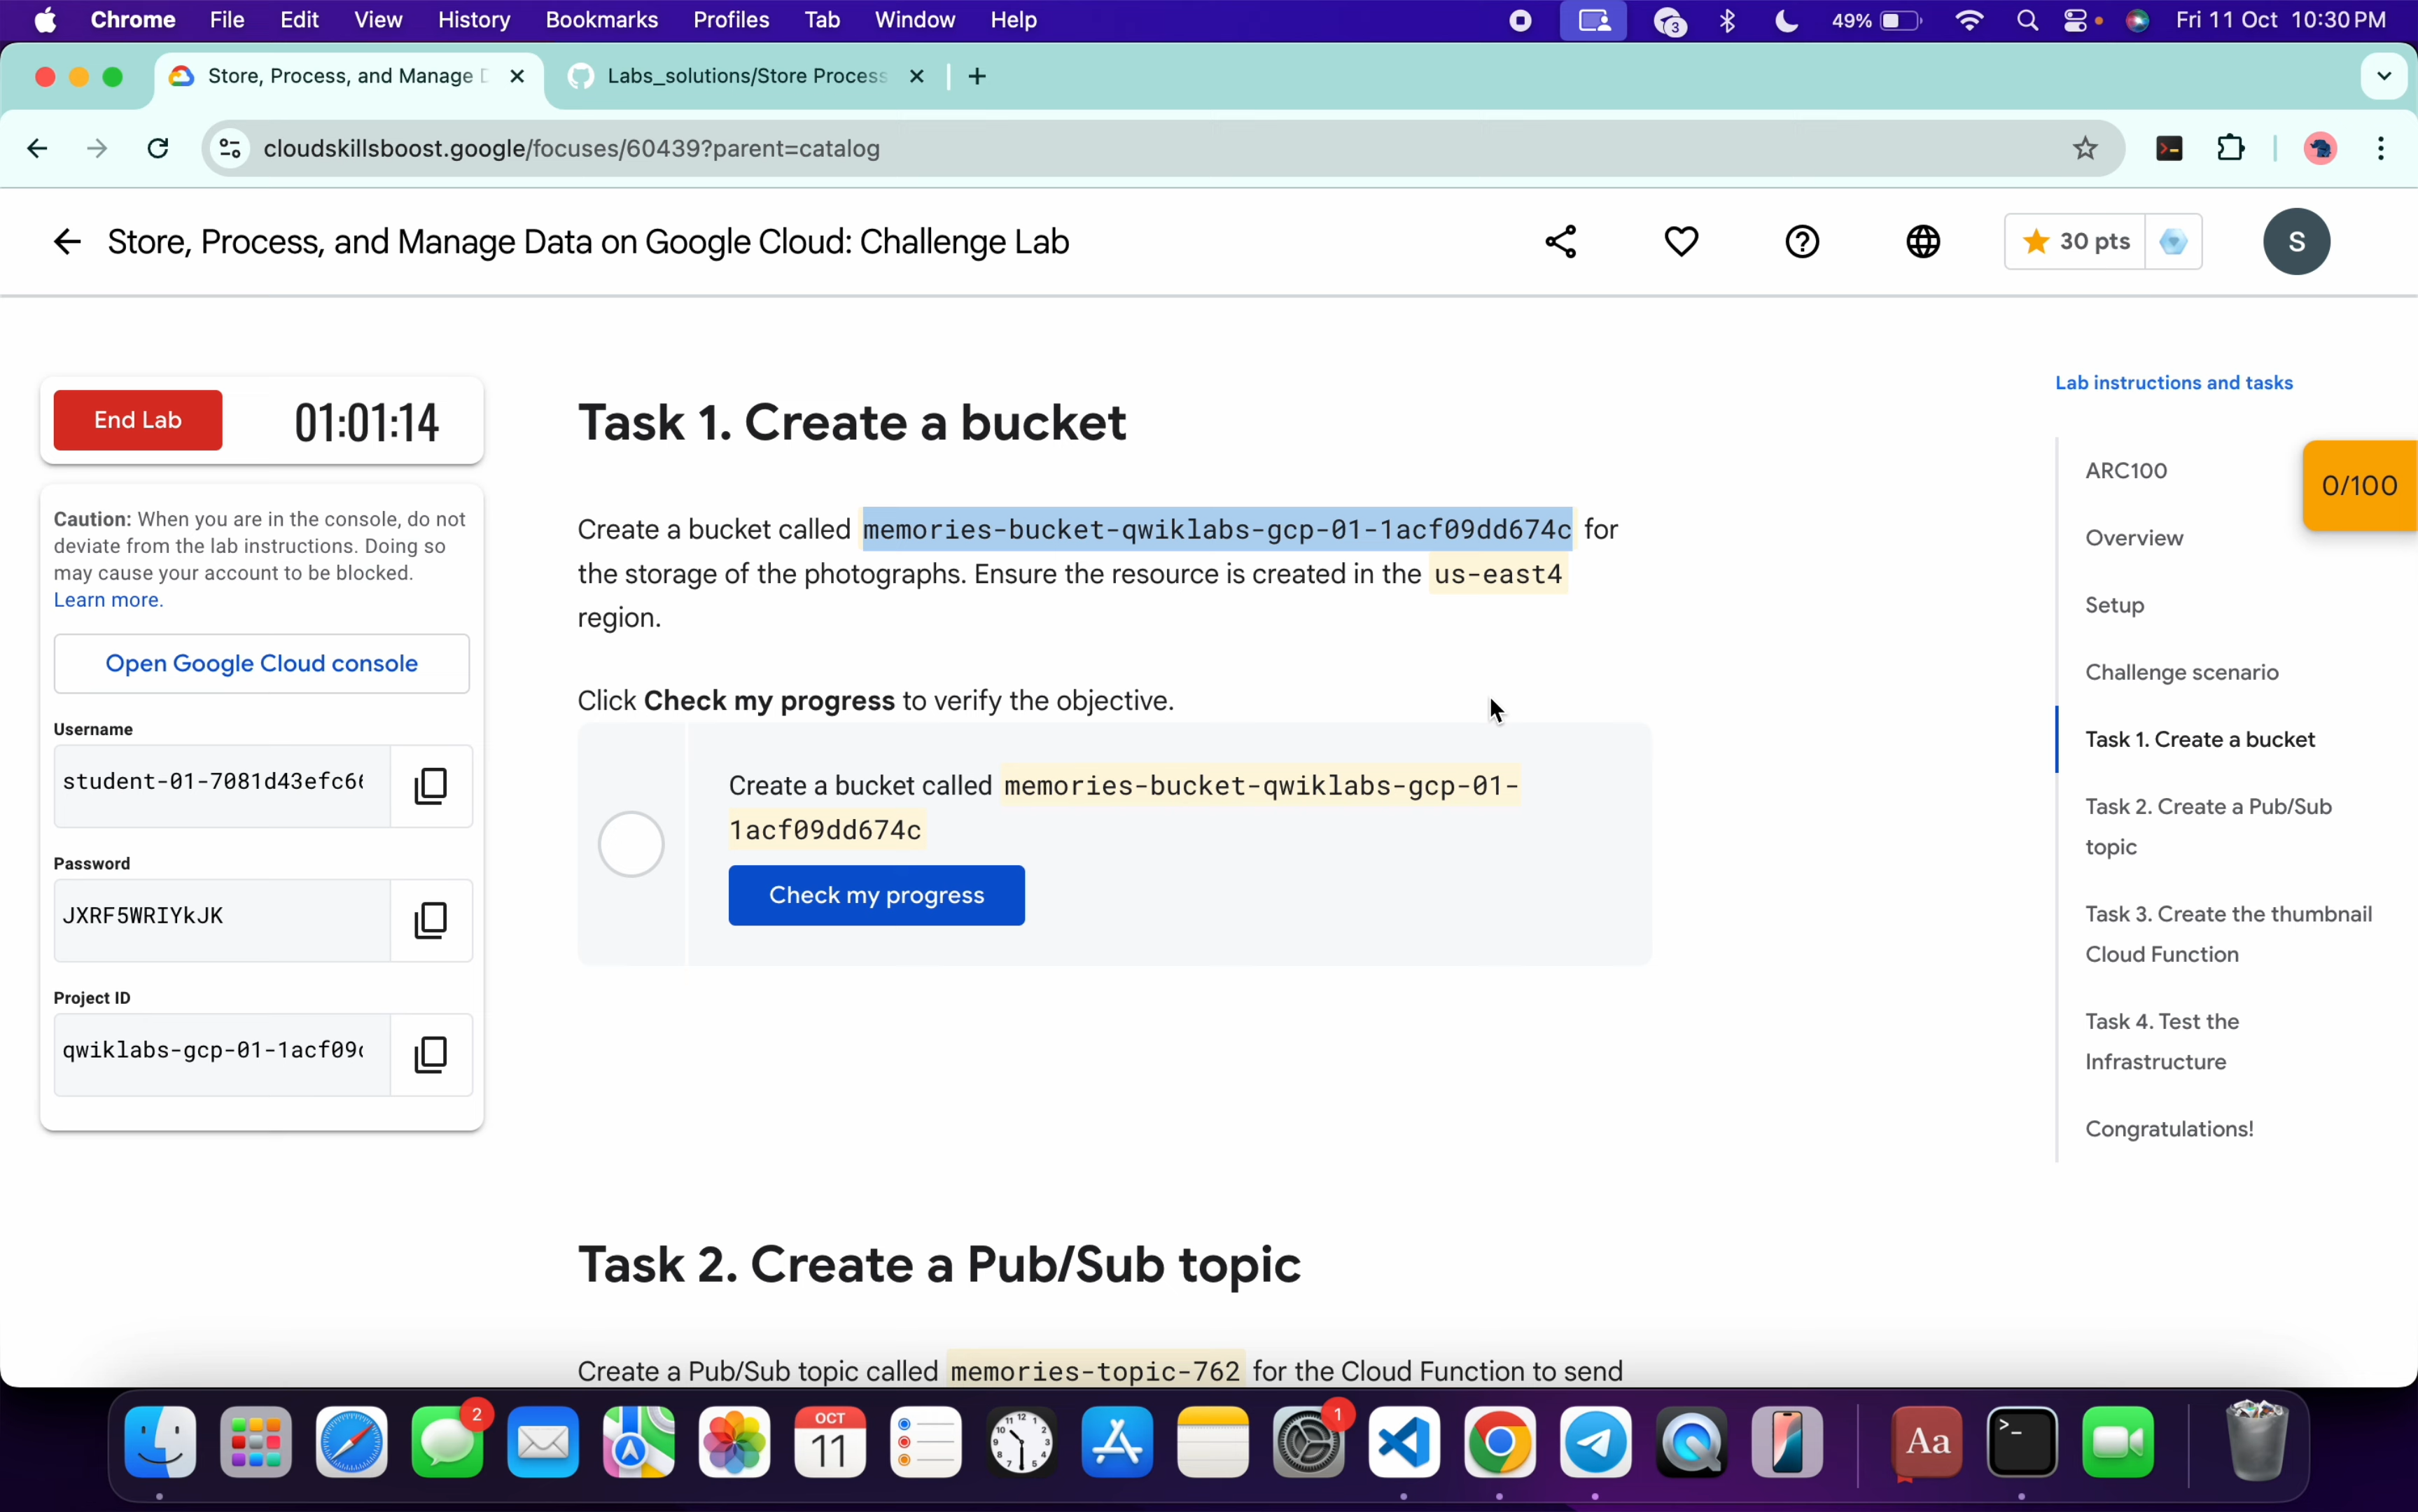 Chrome File Edit View History Bookmarks Profiles Tab Window Help 3 49% Fri 11 Oct 10:30 PM
Store, Process, and Manage Labs_solutions/Store Process
cloudskillsboost.google/focuses/60439?parent=catalog
Store, Process, and Manage Data on Google Cloud: Challenge Lab 30 pts S
End Lab 01:01:14
Caution: When you are in the console, do not
deviate from the lab instructions. Doing so
may cause your account to be blocked.
Learn more.
Open Google Cloud console
Username
student-01-7081d43efc6
Password
JXRF5WRIYkJK
Project ID
qwiklabs-gcp-01-1acf09
Task 1. Create a bucket
Create a bucket called memories-bucket-qwiklabs-gcp-01-1acf09dd674c for
the storage of the photographs. Ensure the resource is created in the us-east4
region.
Click Check my progress to verify the objective.
Create a bucket called memories-bucket-qwiklabs-gcp-01-
1acf09dd674c
Check my progress
Task 2. Create a Pub/Sub topic
Create a Pub/Sub topic called memories-topic-762 for the Cloud Function to send
Lab instructions and tasks
ARC100
0/100
Overview
Setup
Challenge scenario
Task 1. Create a bucket
Task 2. Create a Pub/Sub
topic
Task 3. Create the thumbnail
Cloud Function
Task 4. Test the
Infrastructure
Congratulations!
2 OCT 11 1 Aa